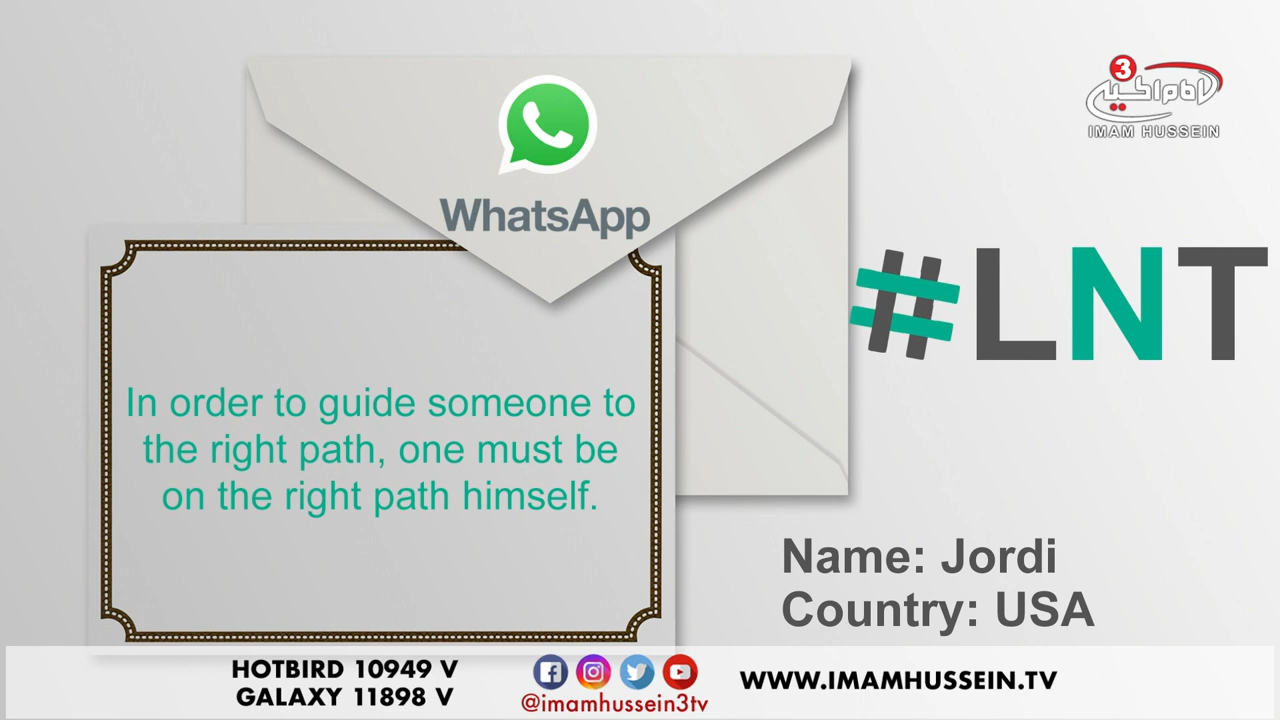 3
IMAM HUSSEIN
WhatsApp
#LNT
In order to guide someone to
the right path, one must be
on the right path himself.
Name: Jordi
Country: USA
HOTBIRD 10949 V
GALAXY 11898 V
@imamhussein3tv
WWW.IMAMHUSSEIN.TV